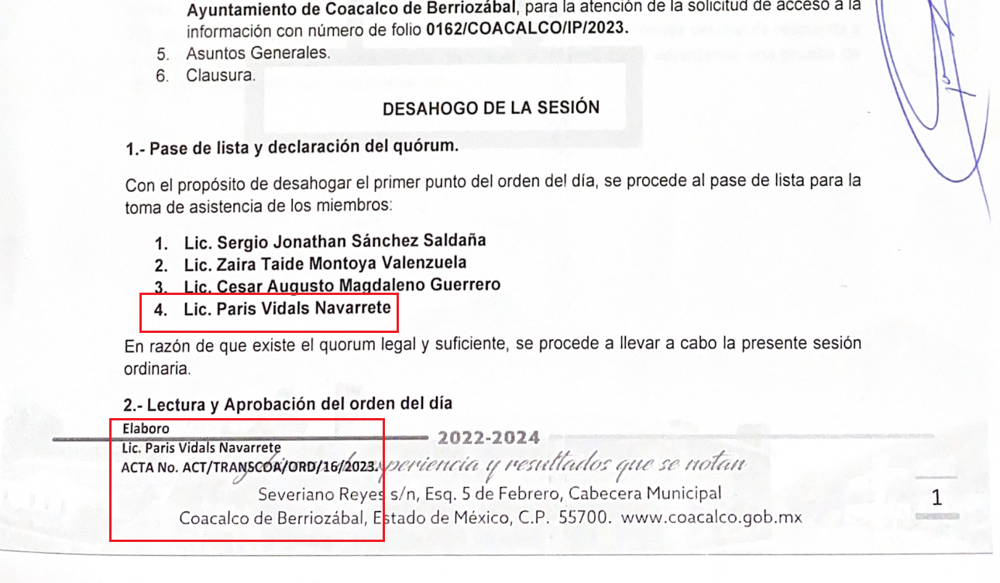 Ayuntamiento de Coacalco de Berriozábal, para la atención de la solicitud de acceso a la
información con número de folio 0162/COACALCO/IP/2023.
5. Asuntos Generales.
6. Clausura.
DESAHOGO DE LA SESIÓN
1.- Pase de lista y declaración del quórum.
Con el propósito de desahogar el primer punto del orden del día, se procede al pase de lista para la
toma de asistencia de los miembros:
1. Lic. Sergio Jonathan Sánchez Saldaña
2. Lic. Zaira Taide Montoya Valenzuela
3. Lic. Cesar Augusto Magdaleno Guerrero
4. Lic. Paris Vidals Navarrete
En razón de que existe el quorum legal y suficiente, se procede a llevar a cabo la presente sesión
ordinaria.
2.- Lectura y Aprobación del orden del día
Elaboro
2022-2024
Lic. Paris Vidals Navarrete
ACTA No. ACT/TRANSCOA/ORD/16/2023.
experiencia y resultados que se notan
Severiano Reyes s/n, Esq. 5 de Febrero, Cabecera Municipal
1
Coacalco de Berriozábal, Estado de México, C.P. 55700. www.coacalco.gob.mx